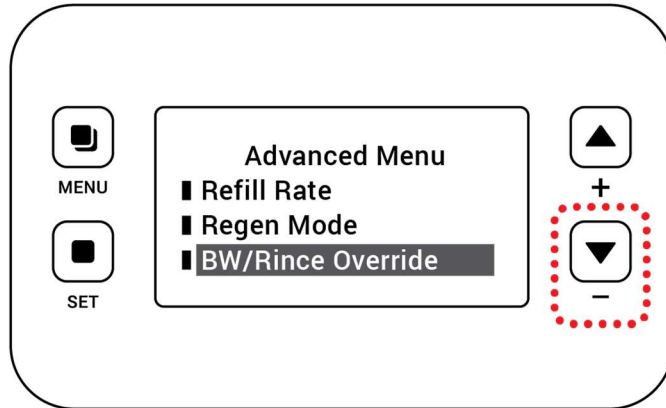 MENU
SET
Advanced Menu
Refill Rate
Regen Mode
BW/Rince Override
+
−